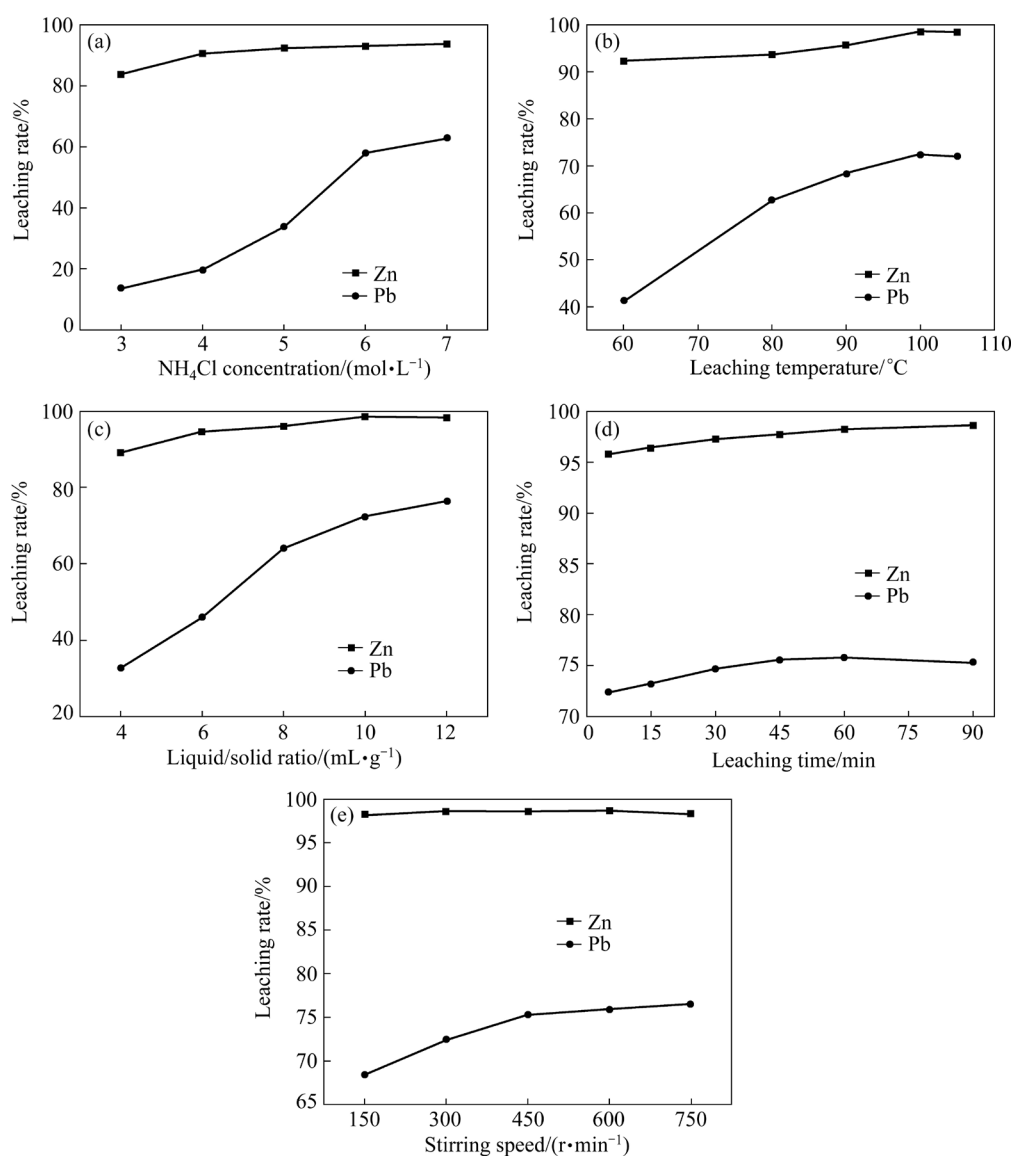 (a)
100
80
60
40
20
0
Leaching rate/%
Zn
Pb
3 4 5 6 7
NH₄Cl concentration/(mol•L⁻¹)
(b)
100
90
80
70
60
50
40
Leaching rate/%
Zn
Pb
60 70 80 90 100 110
Leaching temperature/°C
(c)
100
80
60
40
20
Leaching rate/%
Zn
Pb
4 6 8 10 12
Liquid/solid ratio/(mL•g⁻¹)
(d)
100
95
90
85
80
75
70
Leaching rate/%
Zn
Pb
0 15 30 45 60 75 90
Leaching time/min
(e)
100
95
90
85
80
75
70
65
Leaching rate/%
Zn
Pb
150 300 450 600 750
Stirring speed/(r•min⁻¹)